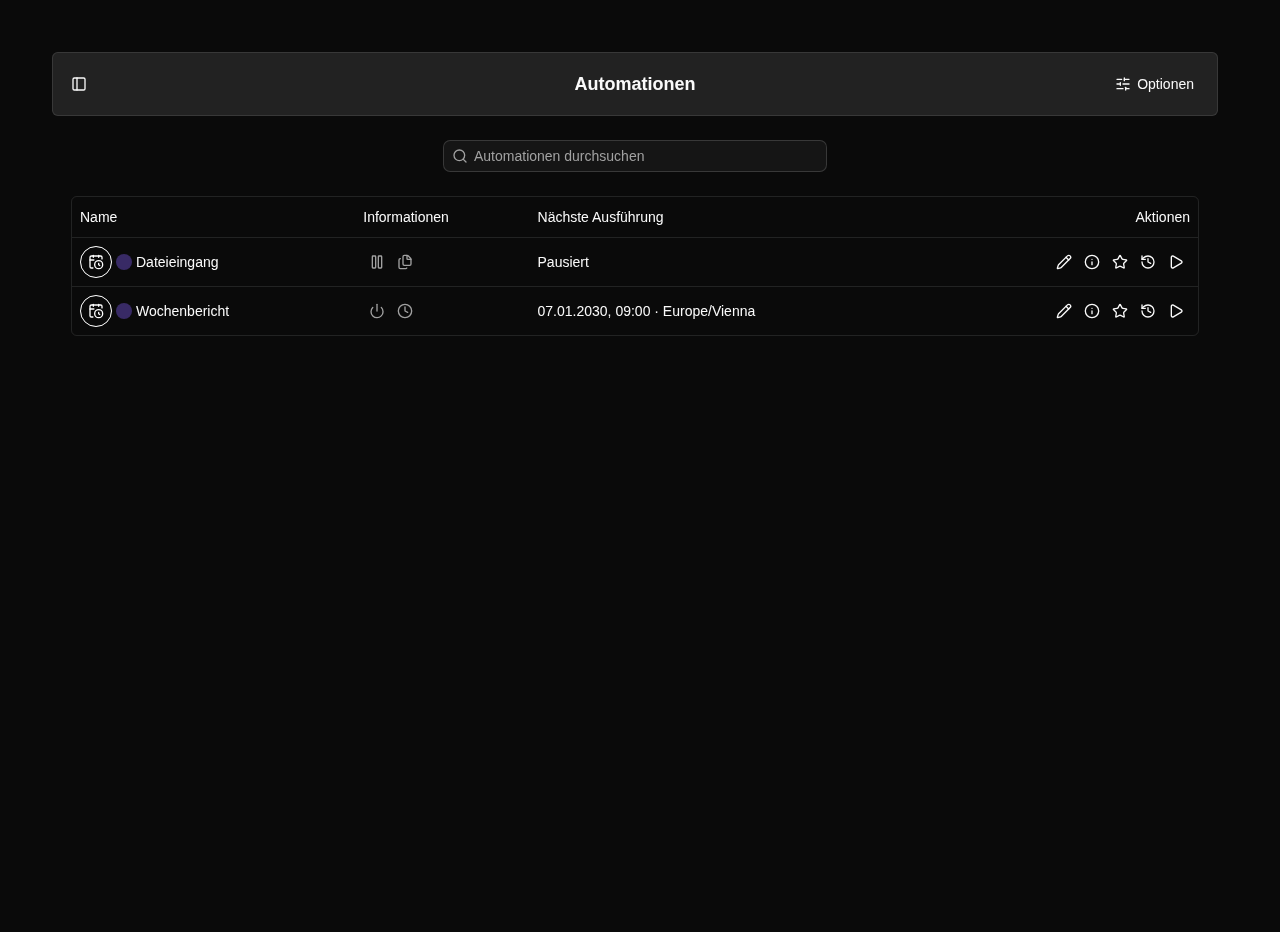 Automationen
Optionen
Automationen durchsuchen
Name Informationen Nächste Ausführung Aktionen
Dateieingang Pausiert
Wochenbericht 07.01.2030, 09:00 · Europe/Vienna